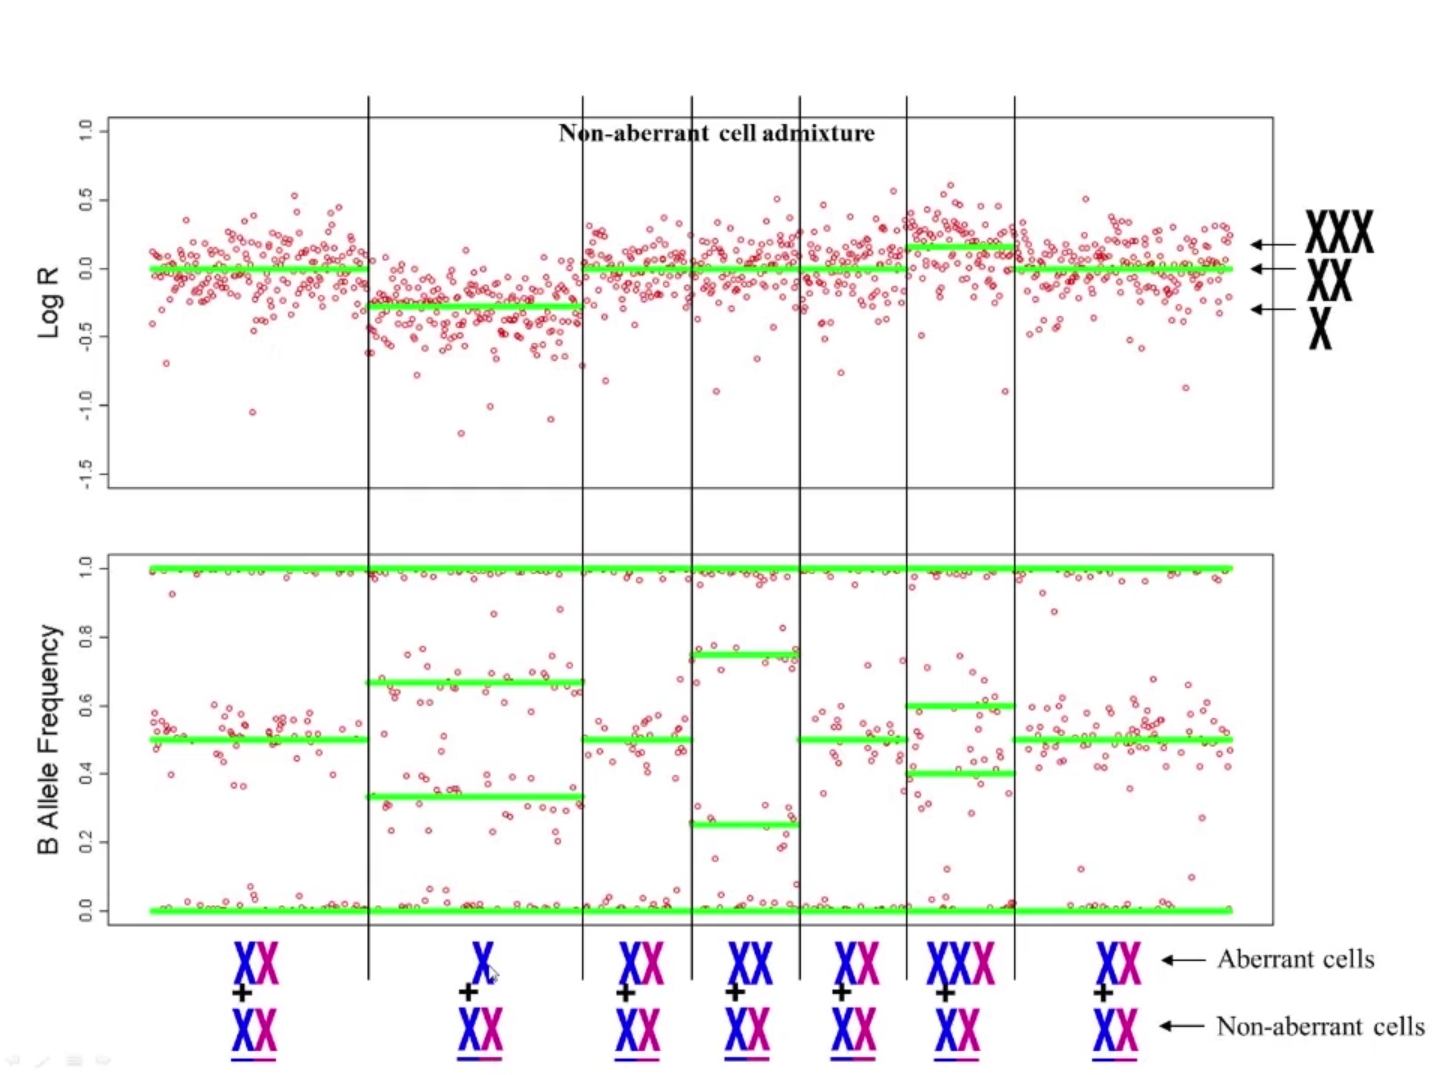 Non-aberrant cell admixture
1.0
0.5
0.0
-0.5
-1.0
-1.5
Log R
XXX
XX
X
1.0
0.8
0.6
0.4
0.2
0.0
B Allele Frequency
XX X XX XX XX XXX XX
Aberrant cells
+ + + + + + +
XX XX XX XX XX XX XX
Non-aberrant cells